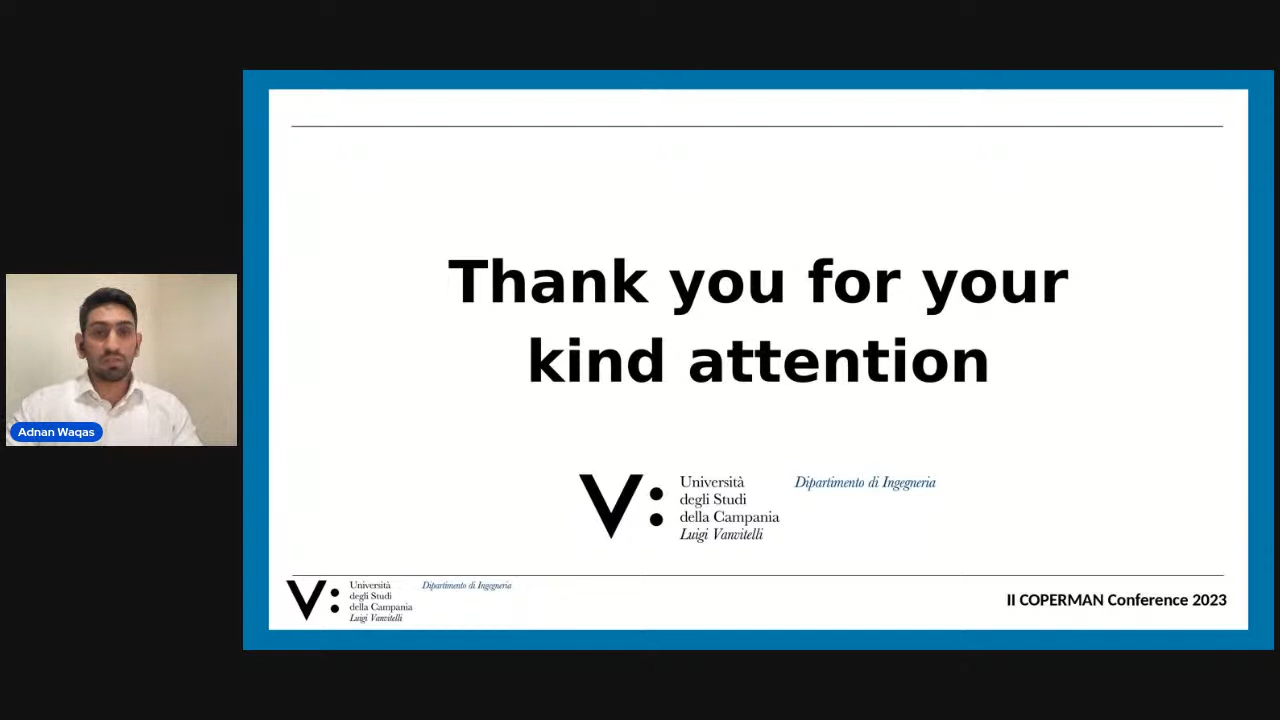 Thank you for your
kind attention
Università
degli Studi
della Campania
Luigi Vanvitelli
Dipartimento di Ingegneria
Adnan Waqas
Università
degli Studi
della Campania
Luigi Vanvitelli
Dipartimento di Ingegneria
II COPERMAN Conference 2023